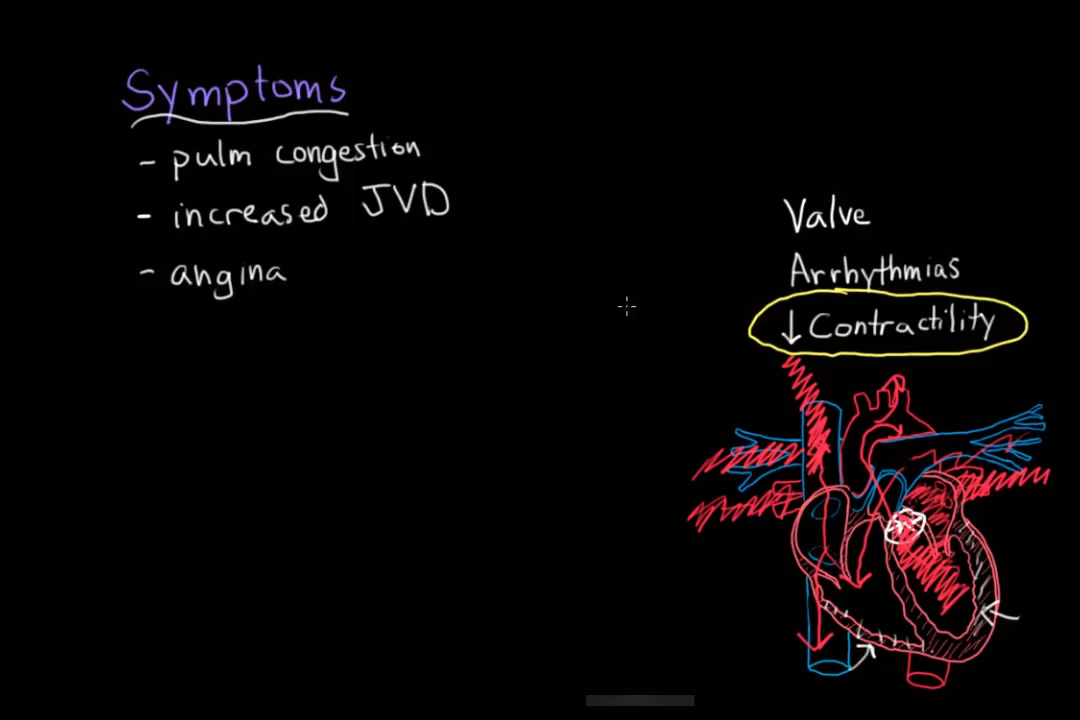 Symptoms
- pulm congestion
- increased JVD
- angina
Valve
Arrhythmias
↓ Contractility